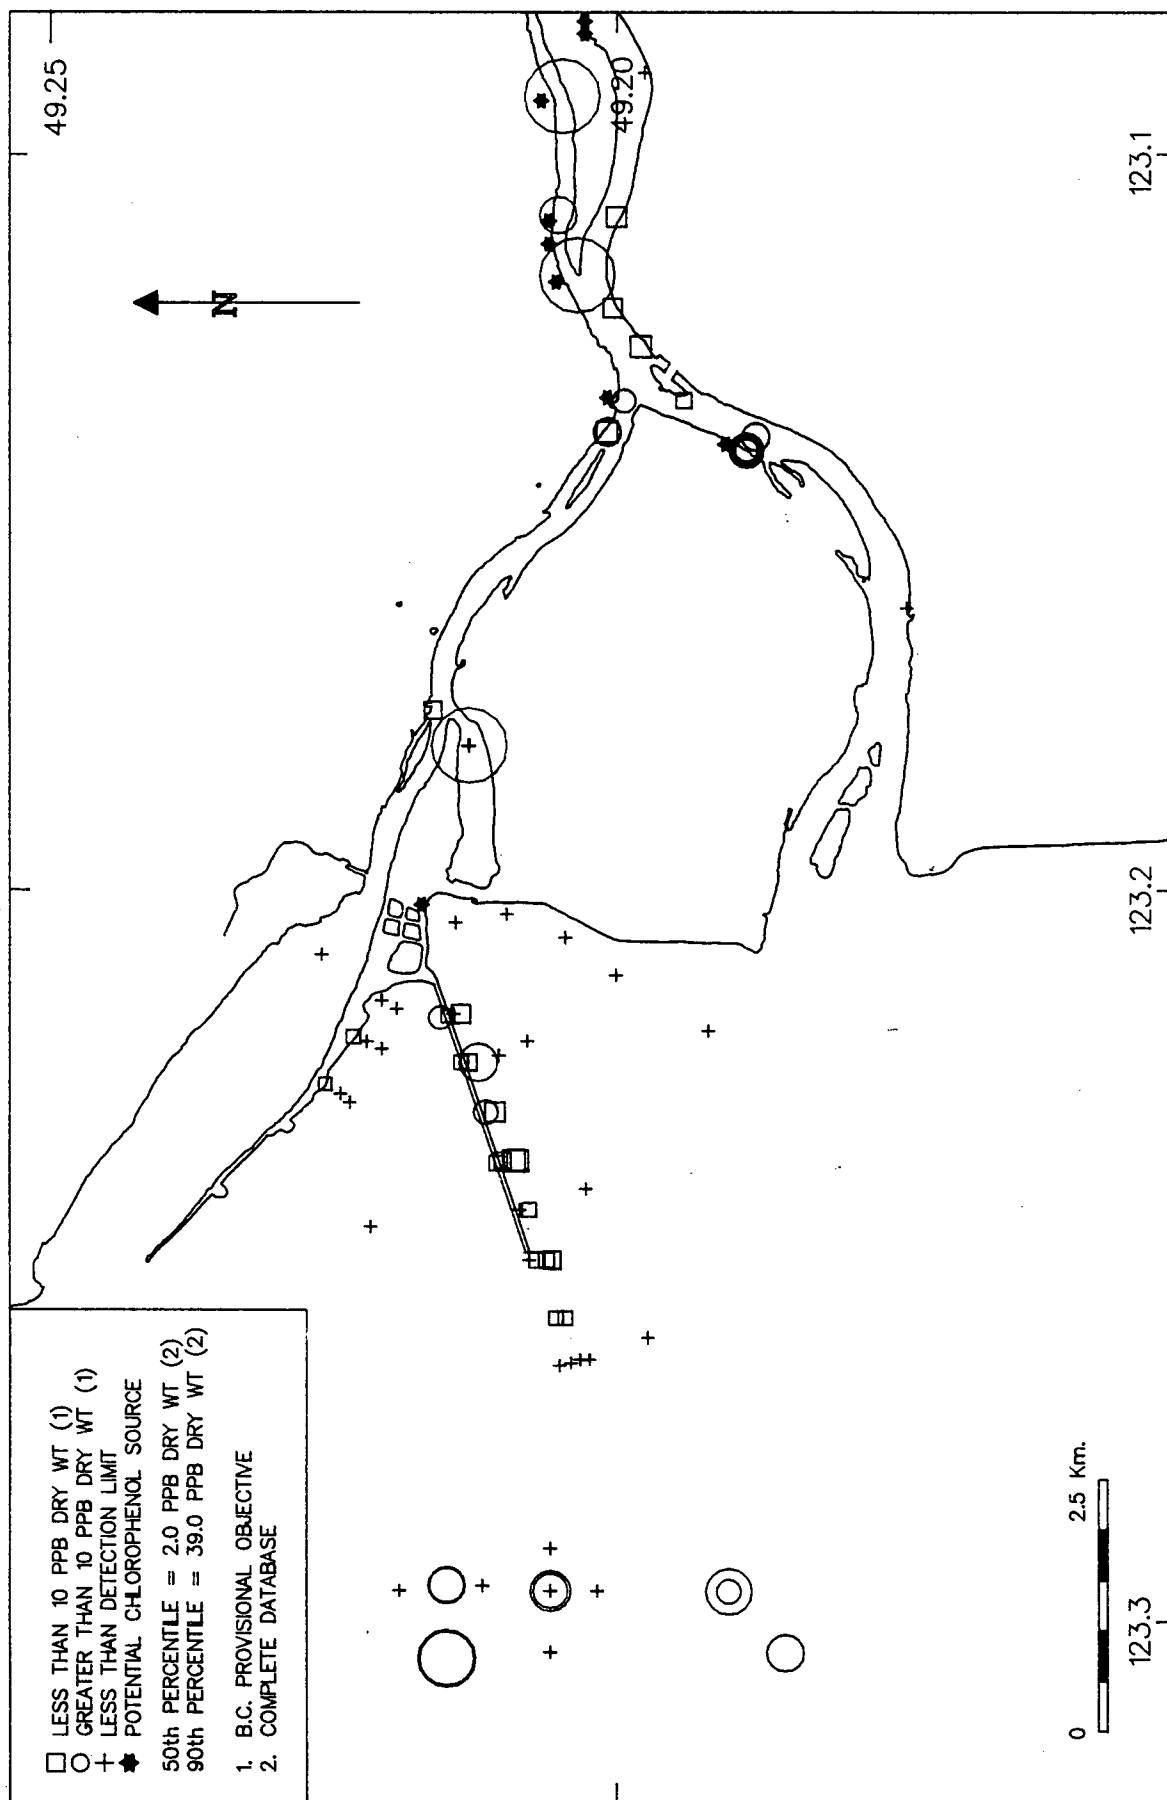 49.25
49.20
123.1
123.2
123.3
N
LESS THAN 10 PPB DRY WT (1)
GREATER THAN 10 PPB DRY WT (1)
LESS THAN DETECTION LIMIT
POTENTIAL CHLOROPHENOL SOURCE
50th PERCENTILE = 2.0 PPB DRY WT (2)
90th PERCENTILE = 39.0 PPB DRY WT (2)
1. B.C. PROVISIONAL OBJECTIVE
2. COMPLETE DATABASE
0 2.5 Km.